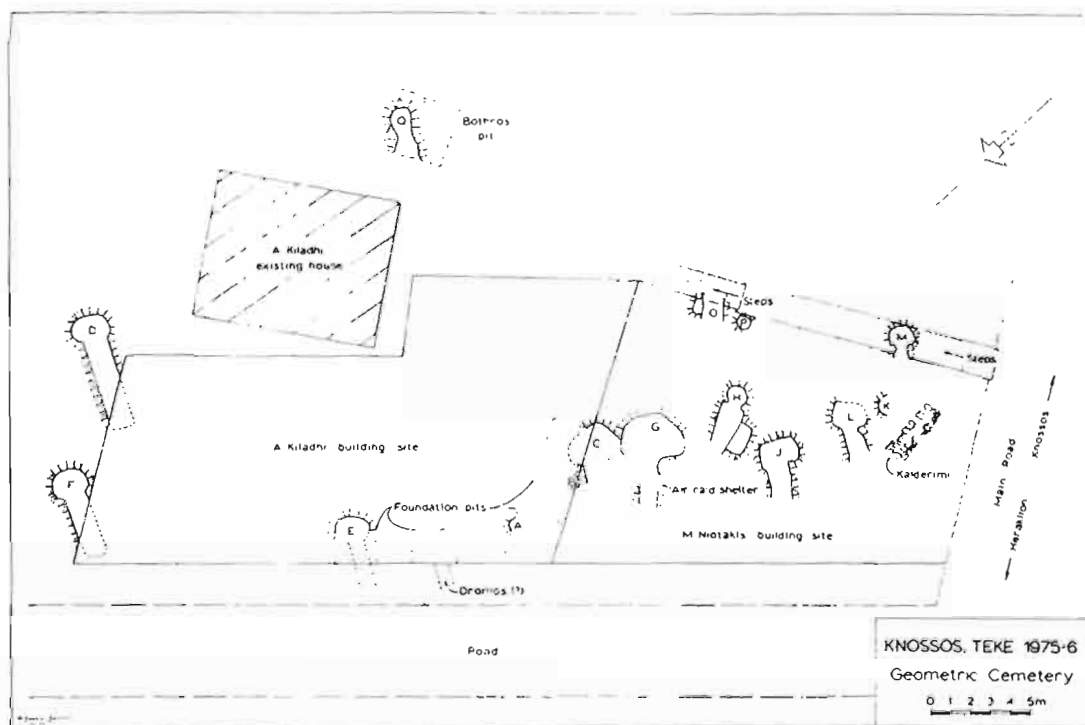 Q
Bothros
pit
A Kiladhi
existing house
D
Steps
O
P
M
Steps
H
K
L
G
C
J
F
A Kiladhi building site
Kalderimi
Air raid shelter
Foundation pits
A
E
M Niotakis building site
Main Road
Heraklion Knossos
Dromos (?)
Road
KNOSSOS, TEKE 1975-6
Geometric Cemetery
0 1 2 3 4 5m